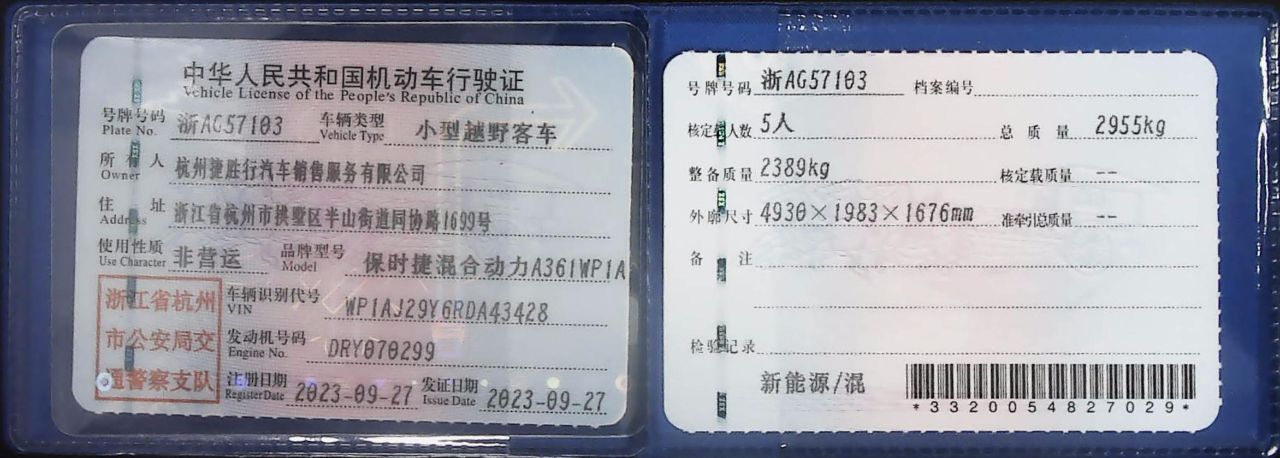 中华人民共和国机动车行驶证
Vehicle License of the People's Republic of China
号牌号码 浙AG57103 车辆类型 小型越野客车
Plate No. Vehicle Type
所有人 杭州捷胜行汽车销售服务有限公司
Owner
住址 浙江省杭州市拱墅区半山街道同协路1699号
Address
使用性质 非营运 品牌型号 保时捷混合动力A361WP1A
Use Character Model
浙江省杭州
市公安局交
通警察支队
车辆识别代号 WP1AJ29Y6RDA43428
VIN
发动机号码 DRY070299
Engine No.
注册日期 2023-09-27 发证日期 2023-09-27
Register Date Issue Date
号牌号码 浙AG57103 档案编号
核定载人数 5人 总质量 2955kg
整备质量 2389kg 核定载质量 --
外廓尺寸 4930×1983×1676mm 准牵引总质量 --
备注
检验记录
新能源/混
*3320054827029*